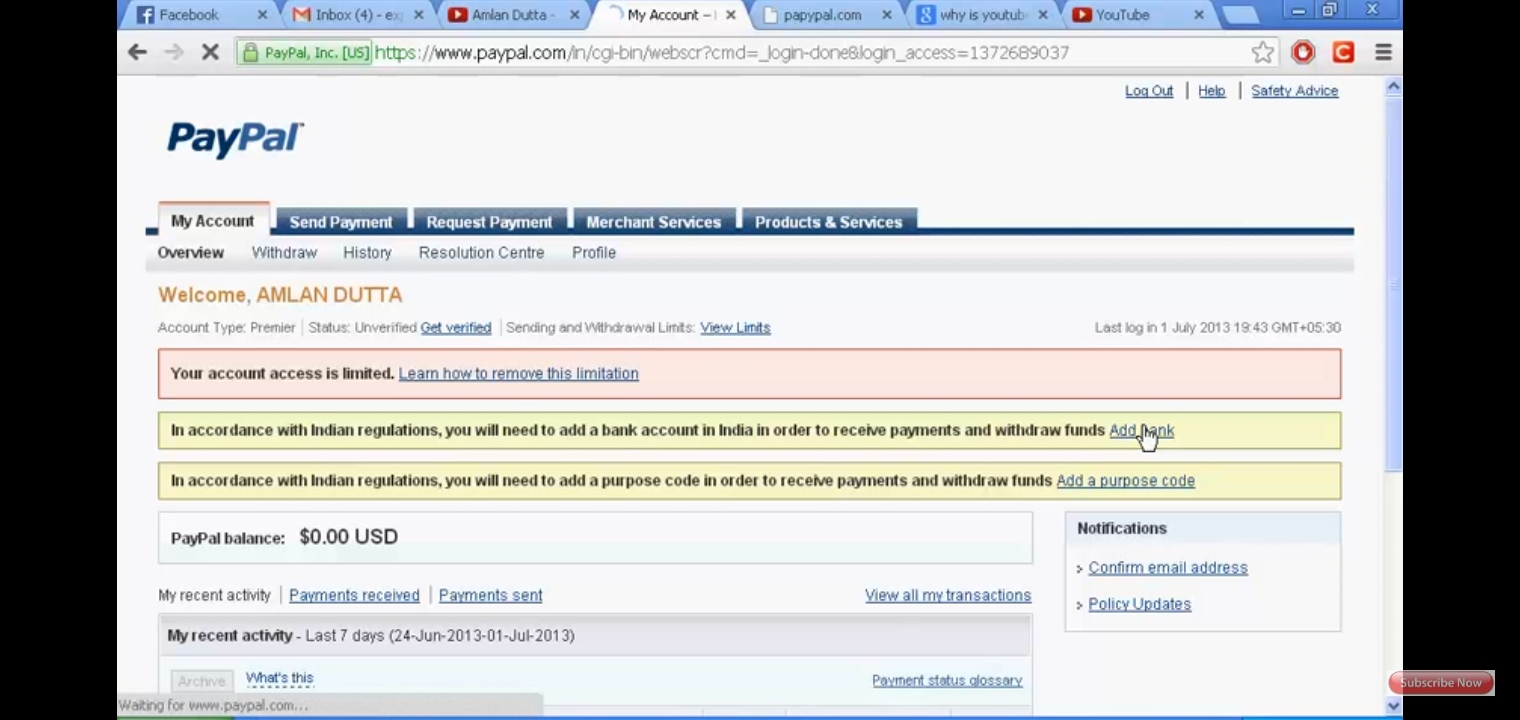 Facebook
Inbox (4) - ex
Amlan Dutta -
My Account –
papypal.com
why is youtub
YouTube
PayPal, Inc. [US] https://www.paypal.com/in/cgi-bin/webscr?cmd=_login-done&login_access=1372689037
Log Out | Help | Safety Advice
PayPal™
My Account Send Payment Request Payment Merchant Services Products & Services
Overview Withdraw History Resolution Centre Profile
Welcome, AMLAN DUTTA
Account Type: Premier | Status: Unverified Get verified | Sending and Withdrawal Limits: View Limits
Last log in 1 July 2013 19:43 GMT+05:30
Your account access is limited. Learn how to remove this limitation
In accordance with Indian regulations, you will need to add a bank account in India in order to receive payments and withdraw funds Add bank
In accordance with Indian regulations, you will need to add a purpose code in order to receive payments and withdraw funds Add a purpose code
PayPal balance: $0.00 USD
Notifications
> Confirm email address
> Policy Updates
My recent activity | Payments received | Payments sent View all my transactions
My recent activity - Last 7 days (24-Jun-2013-01-Jul-2013)
Archive What's this Payment status glossary
Waiting for www.paypal.com...
Subscribe Now